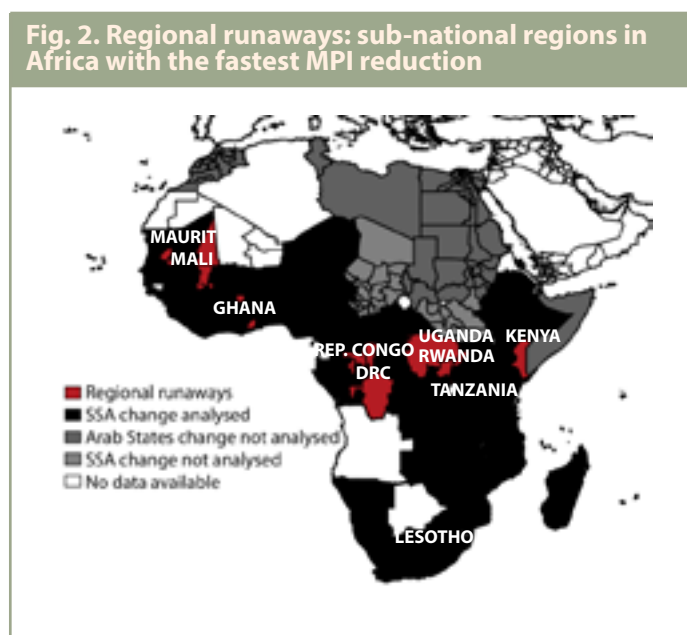 Fig. 2. Regional runaways: sub-national regions in
Africa with the fastest MPI reduction
MAURIT
MALI
GHANA
UGANDA KENYA
REP. CONGO RWANDA
DRC
TANZANIA
Regional runaways
SSA change analysed
Arab States change not analysed
SSA change not analysed
No data available
LESOTHO